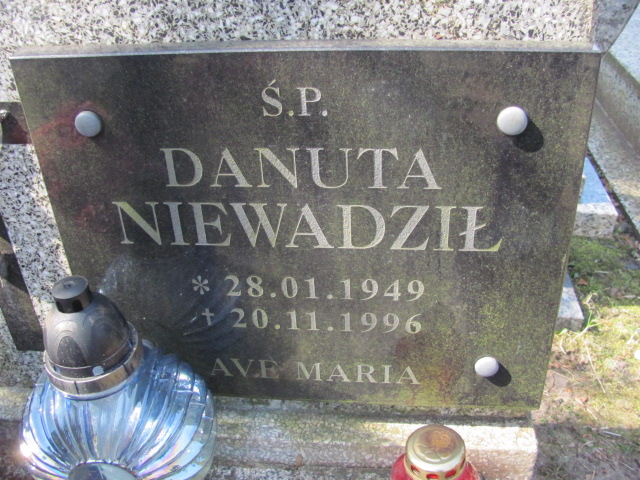 Ś.P.
DANUTA
NIEWADZIŁ
* 28.01.1949
† 20.11.1996
AVE MARIA